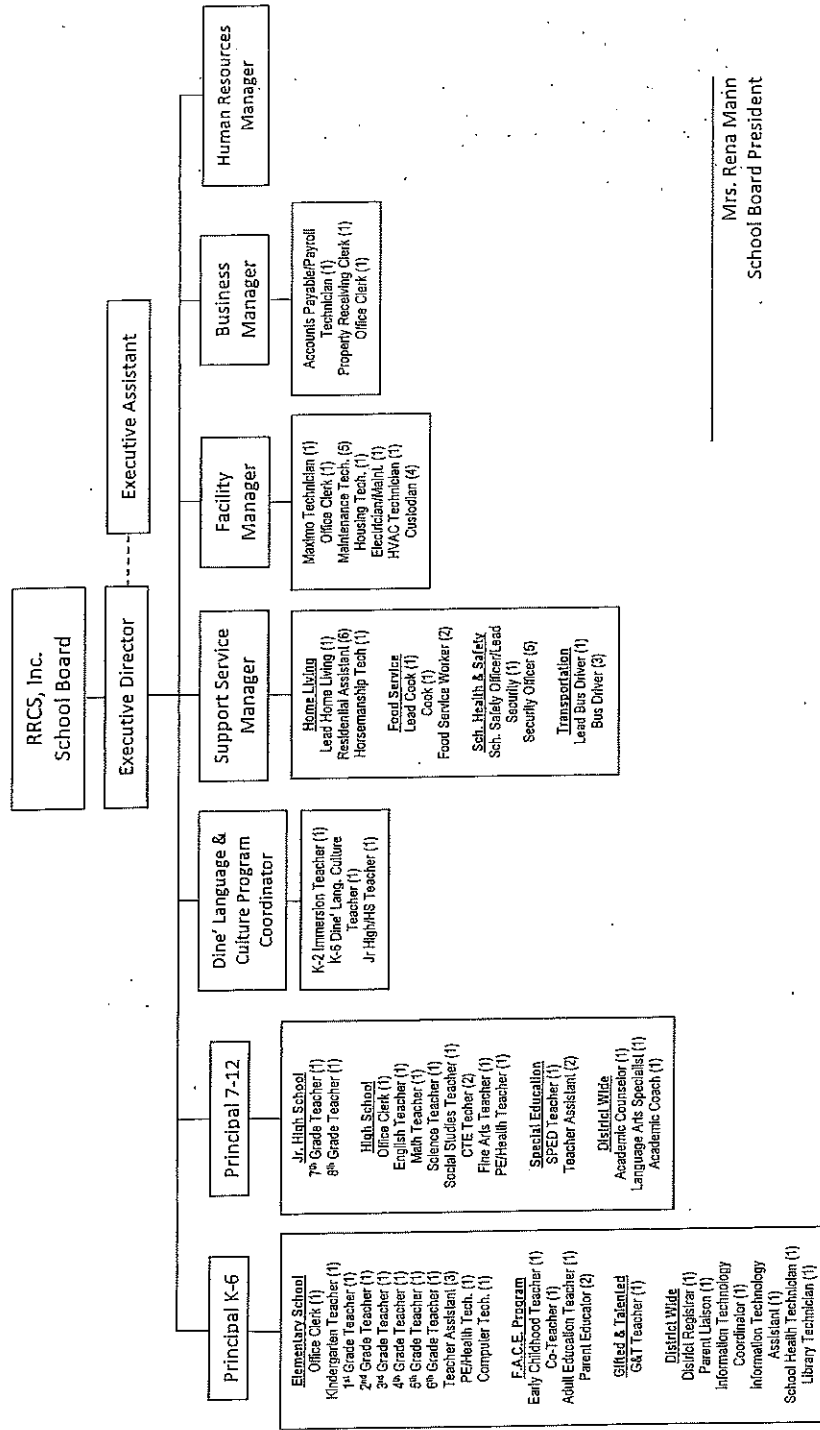 RRCS, Inc.
School Board
Executive Director
Executive Assistant
Principal K-6
Elementary School
Office Clerk (1)
Kindergarten Teacher (1)
1st Grade Teacher (1)
2nd Grade Teacher (1)
3rd Grade Teacher (1)
4th Grade Teacher (1)
5th Grade Teacher (1)
6th Grade Teacher (1)
Teacher Assistant (3)
PE/Health Tech. (1)
Computer Tech. (1)
F.A.C.E. Program
Early Childhood Teacher (1)
Co-Teacher (1)
Adult Education Teacher (1)
Parent Educator (2)
Gifted & Talented
G&T Teacher (1)
District Wide
District Registrar (1)
Parent Liaison (1)
Information Technology
Coordinator (1)
Information Technology
Assistant (1)
School Health Technician (1)
Library Technician (1)
Principal 7-12
Jr. High School
7th Grade Teacher (1)
8th Grade Teacher (1)
High School
Office Clerk (1)
English Teacher (1)
Math Teacher (1)
Science Teacher (1)
Social Studies Teacher (1)
CTE Techer (2)
Fine Arts Teacher (1)
PE/Health Teacher (1)
Special Education
SPED Teacher (1)
Teacher Assistant (2)
District Wide
Academic Counselor (1)
Language Arts Specialist (1)
Academic Coach (1)
Dine' Language &
Culture Program
Coordinator
K-2 Immersion Teacher (1)
K-6 Dine' Lang. Culture
Teacher (1)
Jr High/HS Teacher (1)
Support Service
Manager
Home Living
Lead Home Living (1)
Residential Assistant (6)
Horsemanship Tech (1)
Food Service
Lead Cook (1)
Cook (1)
Food Service Worker (2)
Sch. Health & Safety
Sch. Safety Officer/Lead
Security (1)
Security Officer (5)
Transportation
Lead Bus Driver (1)
Bus Driver (3)
Facility
Manager
Maximo Technician (1)
Office Clerk (1)
Maintenance Tech. (5)
Housing Tech. (1)
Electrician/Maint. (1)
HVAC Technician (1)
Custodian (4)
Business
Manager
Accounts Payable/Payroll
Technician (1)
Property Receiving Clerk (1)
Office Clerk (1)
Human Resources
Manager
Mrs. Rena Mann
School Board President